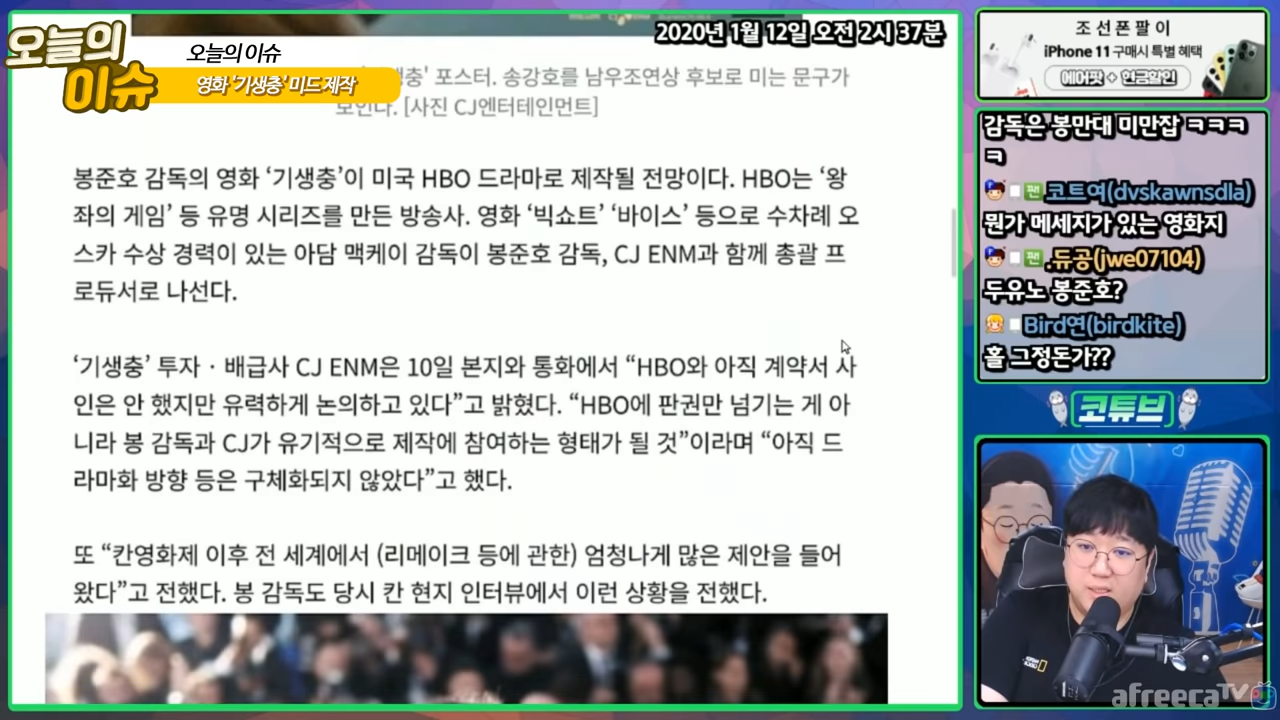 오늘의
이슈
오늘의 이슈
영화 '기생충' 미드 제작
2020년 1월 12일 오전 2시 37분
생충' 포스터. 송강호를 남우조연상 후보로 미는 문구가
보인다. [사진 CJ엔터테인먼트]
봉준호 감독의 영화 '기생충'이 미국 HBO 드라마로 제작될 전망이다. HBO는 '왕
좌의 게임' 등 유명 시리즈를 만든 방송사. 영화 '빅쇼트' '바이스' 등으로 수차례 오
스카 수상 경력이 있는 아담 맥케이 감독이 봉준호 감독, CJ ENM과 함께 총괄 프
로듀서로 나선다.
'기생충' 투자 · 배급사 CJ ENM은 10일 본지와 통화에서 "HBO와 아직 계약서 사
인은 안 했지만 유력하게 논의하고 있다"고 밝혔다. "HBO에 판권만 넘기는 게 아
니라 봉 감독과 CJ가 유기적으로 제작에 참여하는 형태가 될 것"이라며 "아직 드
라마화 방향 등은 구체화되지 않았다"고 했다.
또 "칸영화제 이후 전 세계에서 (리메이크 등에 관한) 엄청나게 많은 제안을 들어
왔다"고 전했다. 봉 감독도 당시 칸 현지 인터뷰에서 이런 상황을 전했다.
조선폰팔이
iPhone 11 구매시 특별 혜택
에어팟 + 현금할인
감독은 봉만대 미만잡 ㅋㅋㅋ
ㅋ
팬 코트여(dvskawnsdla)
뭔가 메세지가 있는 영화지
팬 .듀공(jwe07104)
두유노 봉준호?
Bird연(birdkite)
홀 그정돈가??
코튜브
afreecaTV